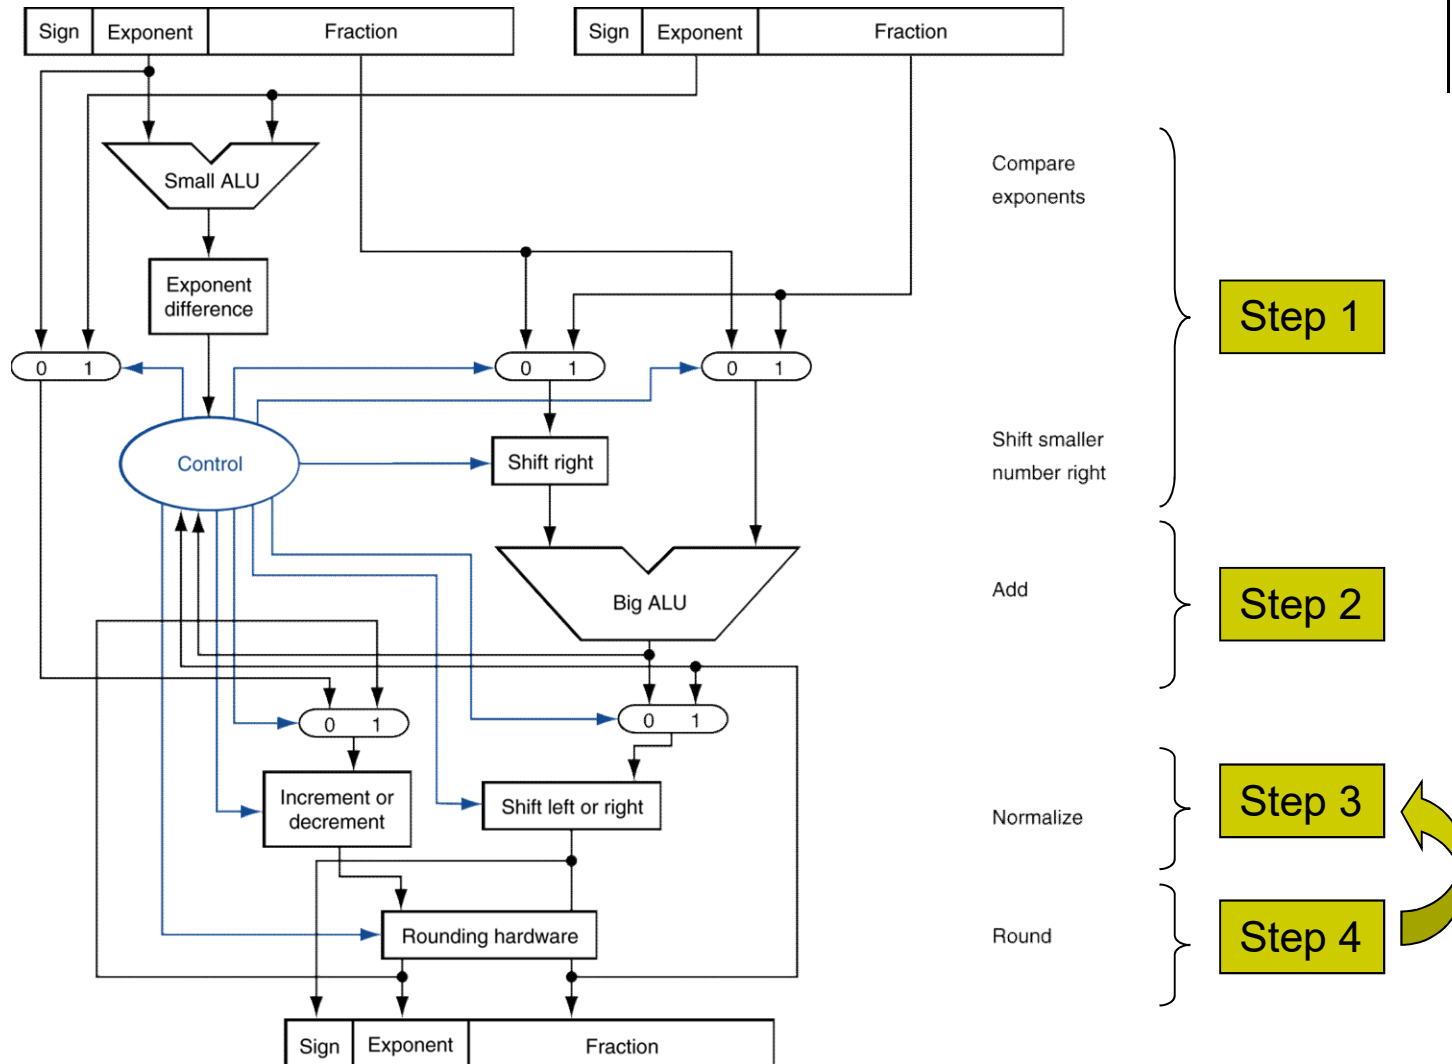 Sign Exponent Fraction Sign Exponent Fraction
Small ALU
Compare
exponents
Exponent
difference
Step 1
0 1 0 1 0 1
Control
Shift right
Shift smaller
number right
Big ALU
Add
Step 2
0 1 0 1
Increment or
decrement
Shift left or right
Normalize
Step 3
Rounding hardware
Round
Step 4
Sign Exponent Fraction